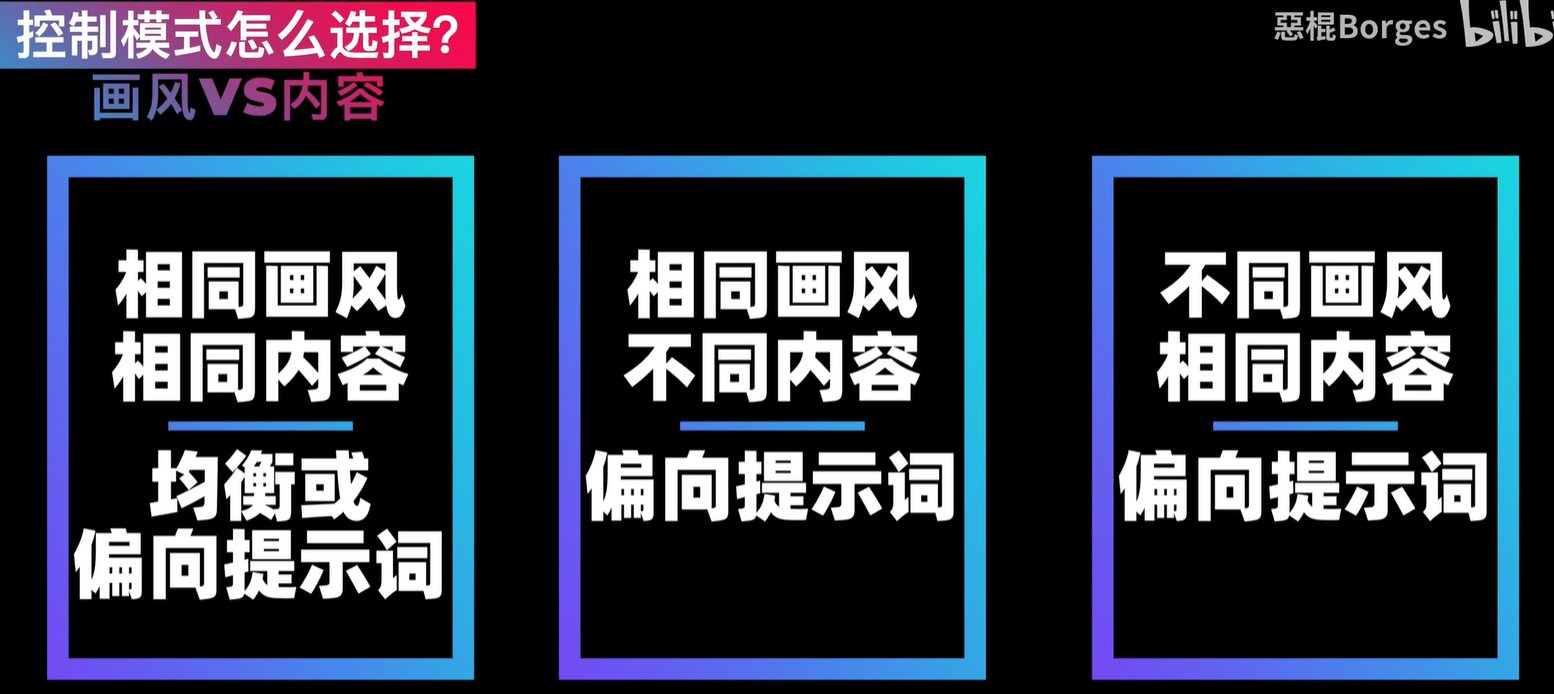 控制模式怎么选择?
惡棍Borges bilibi
画风VS内容
相同画风
相同内容
均衡或
偏向提示词
相同画风
不同内容
偏向提示词
不同画风
相同内容
偏向提示词